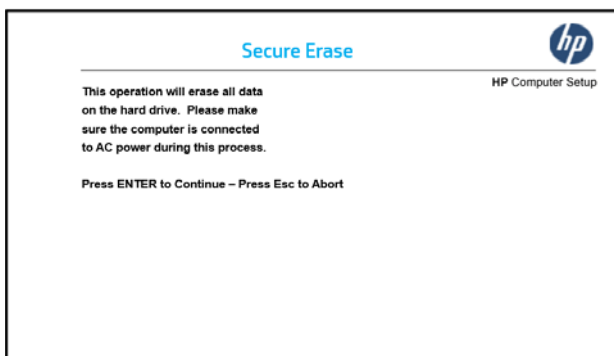 Secure Erase
hp
HP Computer Setup
This operation will erase all data
on the hard drive. Please make
sure the computer is connected
to AC power during this process.
Press ENTER to Continue – Press Esc to Abort